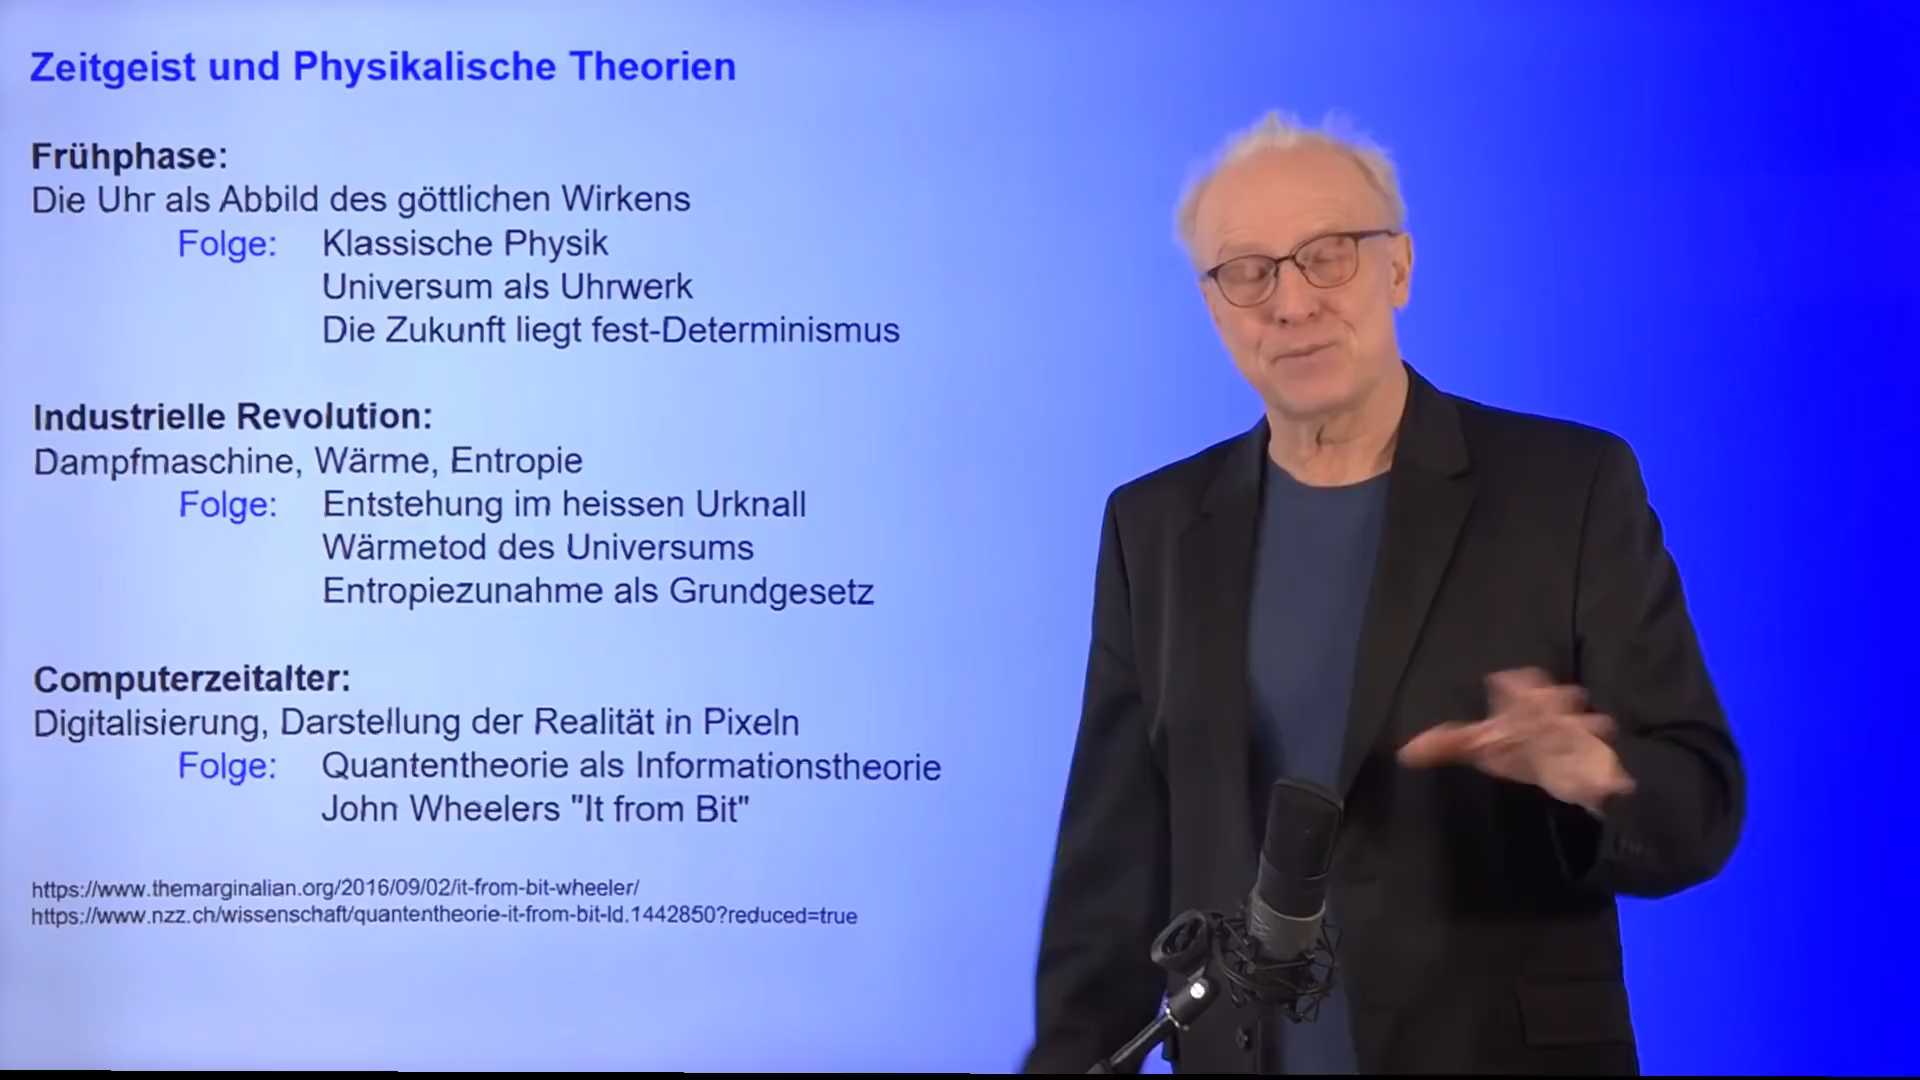 Zeitgeist und Physikalische Theorien
Frühphase:
Die Uhr als Abbild des göttlichen Wirkens
Folge: Klassische Physik
Universum als Uhrwerk
Die Zukunft liegt fest-Determinismus
Industrielle Revolution:
Dampfmaschine, Wärme, Entropie
Folge: Entstehung im heissen Urknall
Wärmetod des Universums
Entropiezunahme als Grundgesetz
Computerzeitalter:
Digitalisierung, Darstellung der Realität in Pixeln
Folge: Quantentheorie als Informationstheorie
John Wheelers "It from Bit"
https://www.themarginalian.org/2016/09/02/it-from-bit-wheeler/
https://www.nzz.ch/wissenschaft/quantentheorie-it-from-bit-ld.1442850?reduced=true